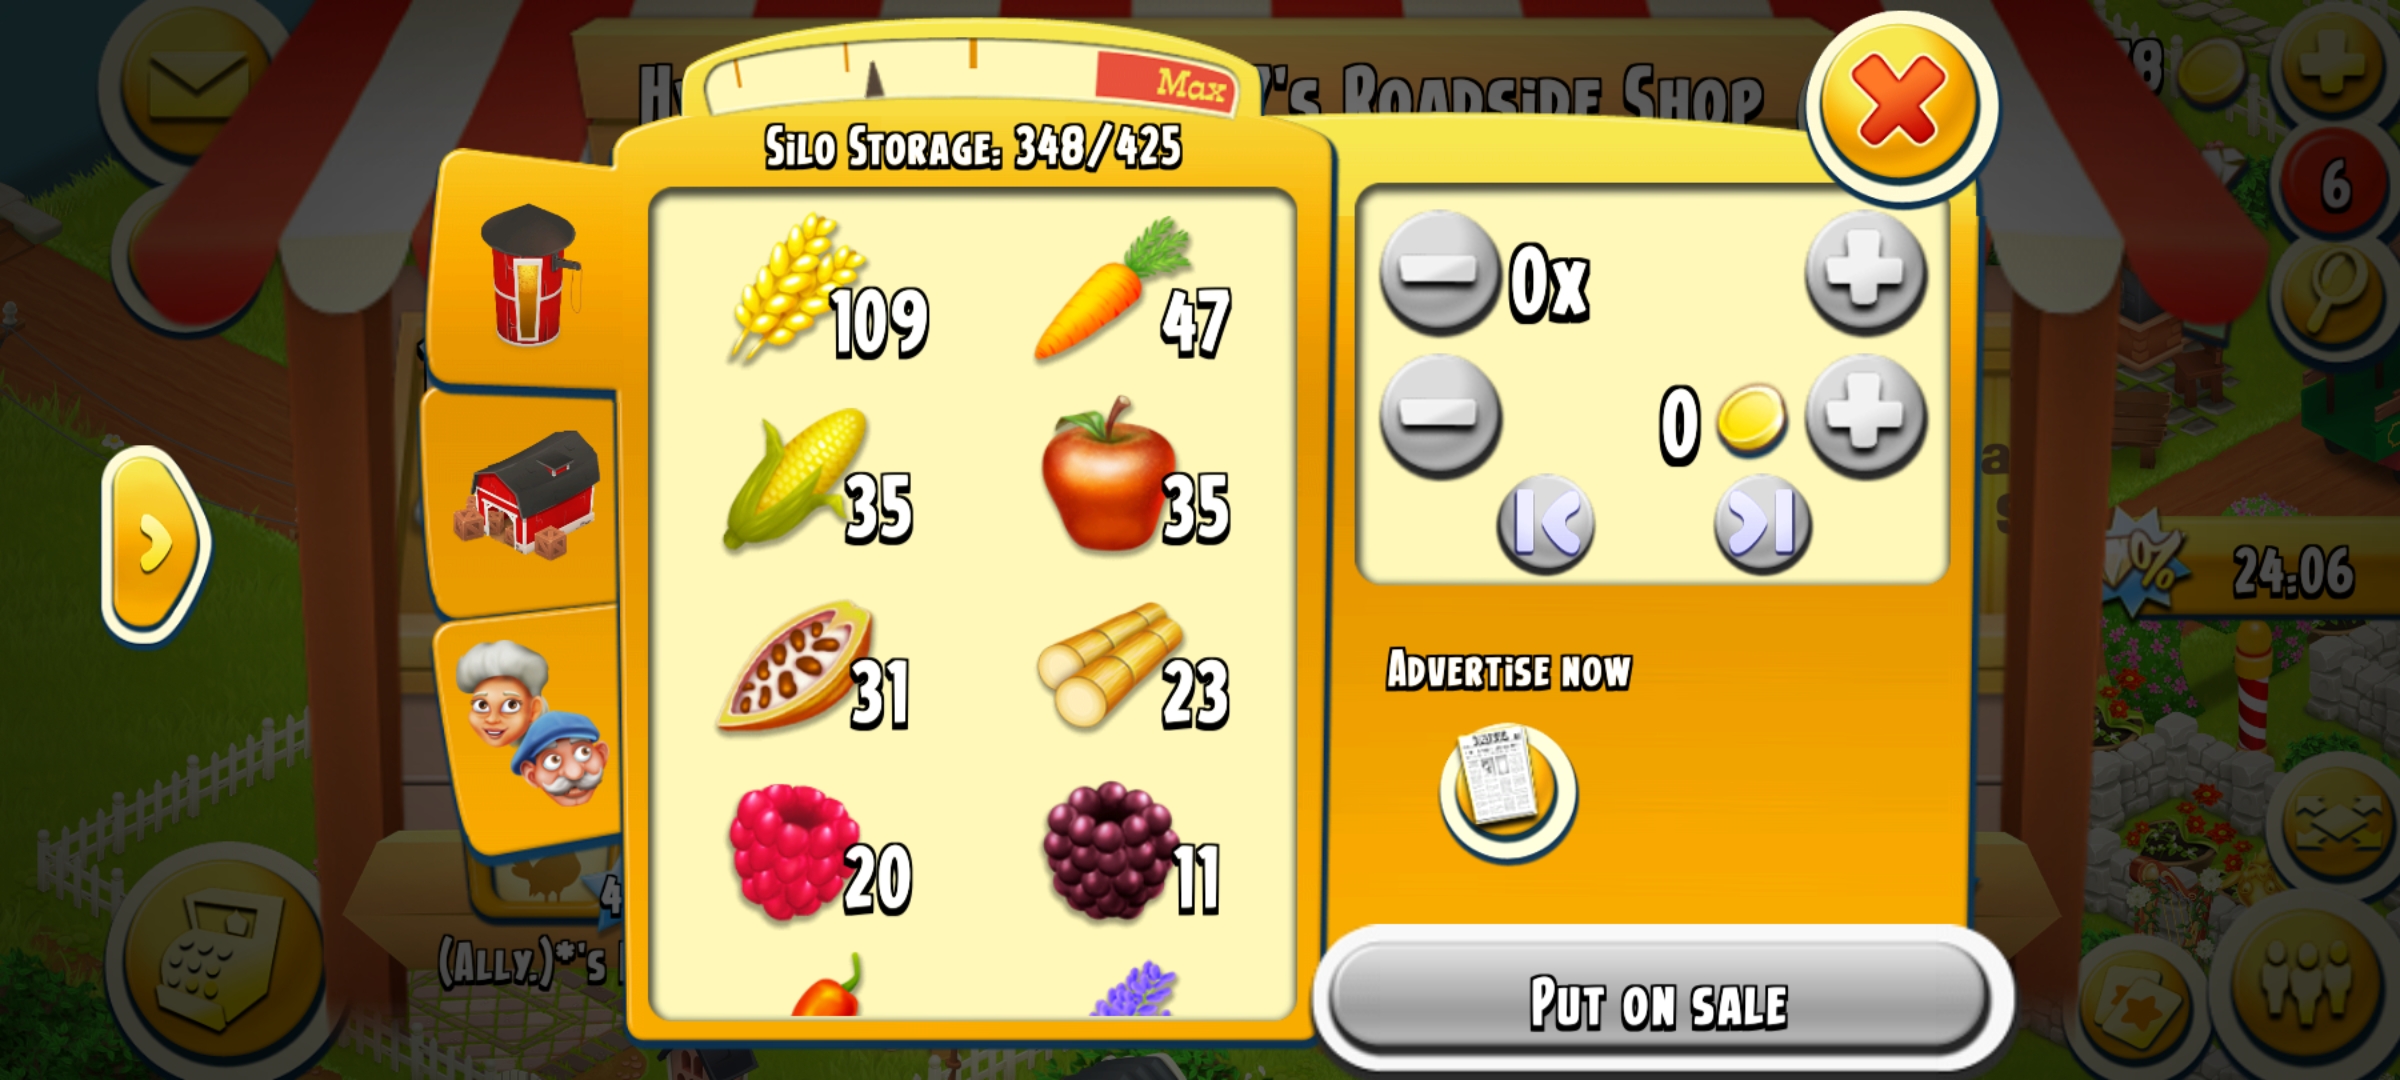 Max
'S ROADSIDE SHOP
SILO STORAGE: 348/425
6
109
47
0x
35
35
0
31
23
24:06
ADVERTISE NOW
20
11
(ALLY.)*'S
PUT ON SALE